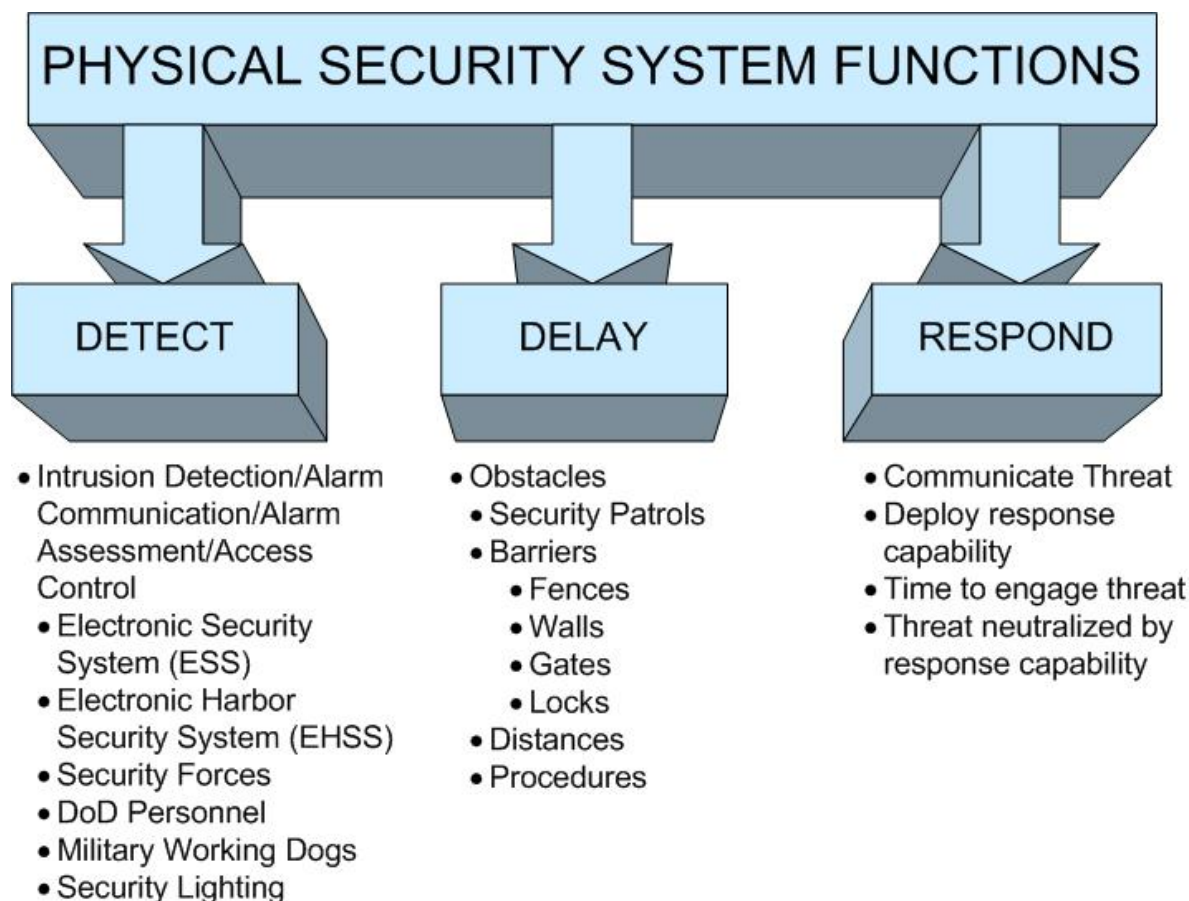 PHYSICAL SECURITY SYSTEM FUNCTIONS
DETECT
• Intrusion Detection/Alarm
Communication/Alarm
Assessment/Access
Control
• Electronic Security
System (ESS)
• Electronic Harbor
Security System (EHSS)
• Security Forces
• DoD Personnel
• Military Working Dogs
• Security Lighting
DELAY
• Obstacles
• Security Patrols
• Barriers
• Fences
• Walls
• Gates
• Locks
• Distances
• Procedures
RESPOND
• Communicate Threat
• Deploy response
capability
• Time to engage threat
• Threat neutralized by
response capability